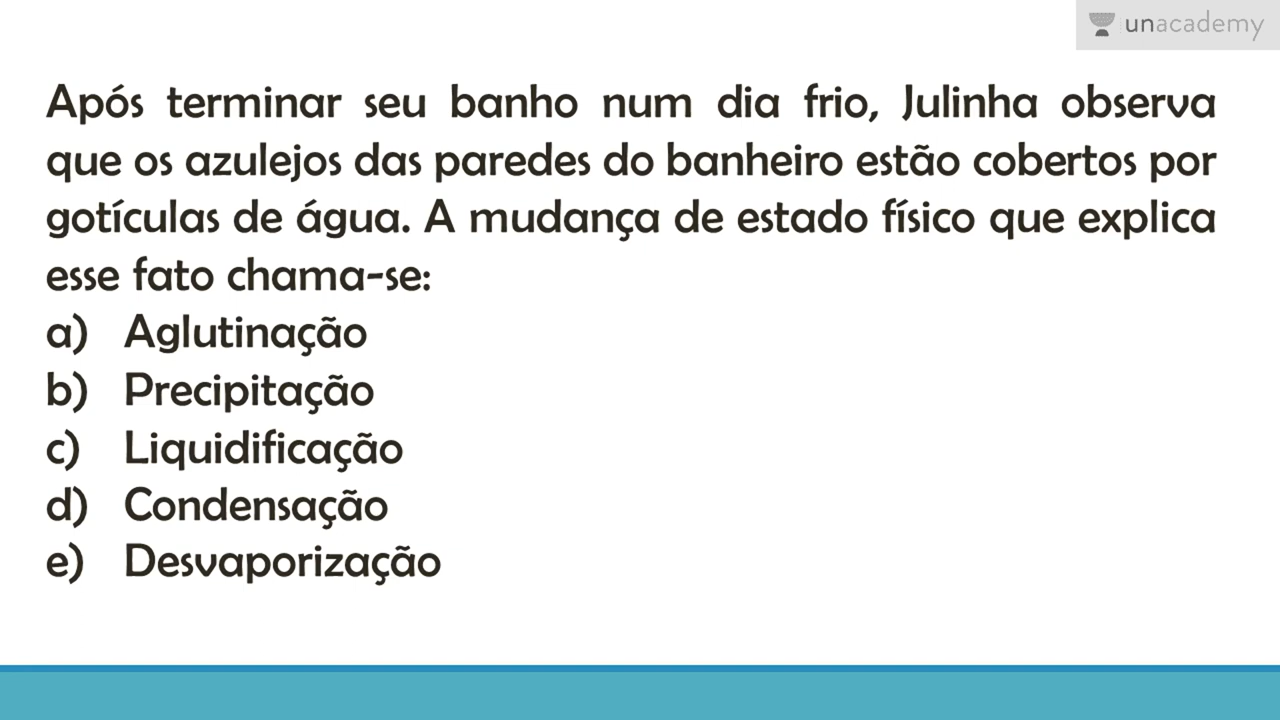 unacademy
Após terminar seu banho num dia frio, Julinha observa
que os azulejos das paredes do banheiro estão cobertos por
gotículas de água. A mudança de estado físico que explica
esse fato chama-se:
a) Aglutinação
b) Precipitação
c) Liquidificação
d) Condensação
e) Desvaporização